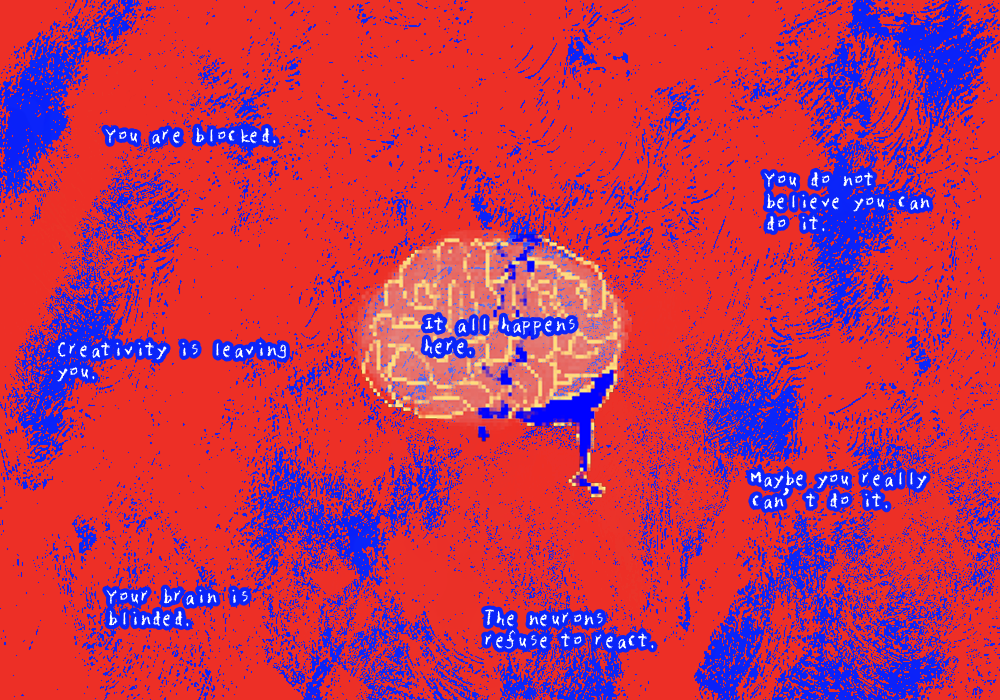 You are blocked.
You do not
believe you can
do it.
It all happens
here.
Creativity is leaving
you.
Maybe you really
can't do it.
Your brain is
blinded.
The neurons
refuse to react.